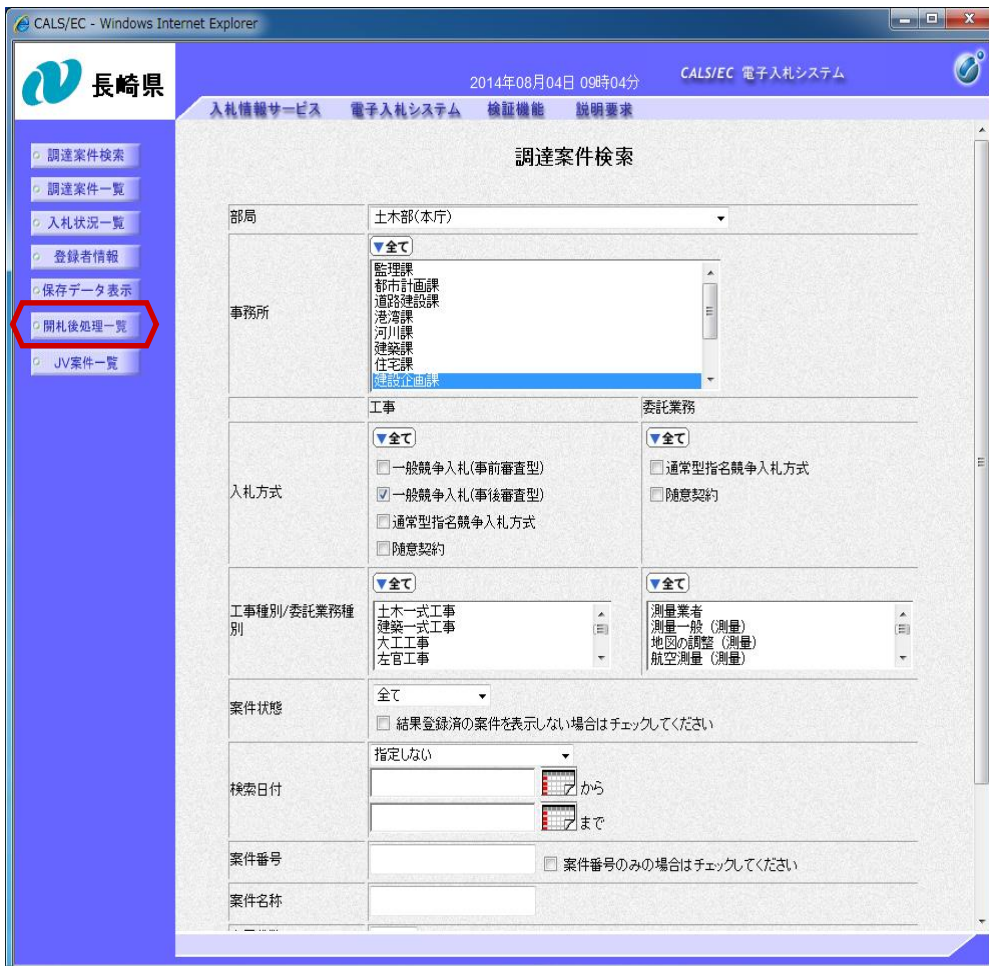 CALS/EC - Windows Internet Explorer
長崎県
2014年08月04日 09時04分
CALS/EC 電子入札システム
入札情報サービス 電子入札システム 検証機能 説明要求
調達案件検索
調達案件一覧
入札状況一覧
登録者情報
保存データ表示
開札後処理一覧
JV案件一覧
調達案件検索
部局
土木部(本庁)
事務所
▼全て
監理課
都市計画課
道路建設課
港湾課
河川課
建築課
住宅課
建設企画課
工事 委託業務
入札方式
▼全て
一般競争入札(事前審査型)
一般競争入札(事後審査型)
通常型指名競争入札方式
随意契約
▼全て
通常型指名競争入札方式
随意契約
工事種別/委託業務種
別
▼全て
土木一式工事
建築一式工事
大工工事
左官工事
▼全て
測量業者
測量一般（測量）
地図の調整（測量）
航空測量（測量）
案件状態
全て
結果登録済の案件を表示しない場合はチェックしてください
検索日付
指定しない
から
まで
案件番号
案件番号のみの場合はチェックしてください
案件名称